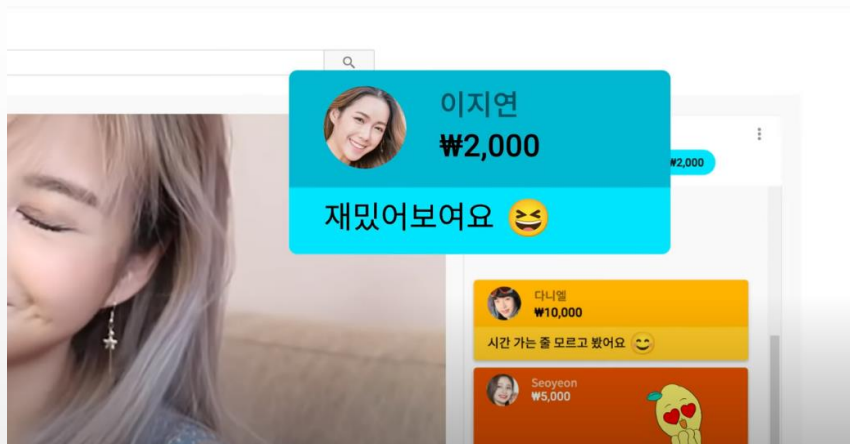 이지연
₩2,000
₩2,000
재밌어보여요
다니엘
₩10,000
시간 가는 줄 모르고 봤어요
Seoyeon
₩5,000